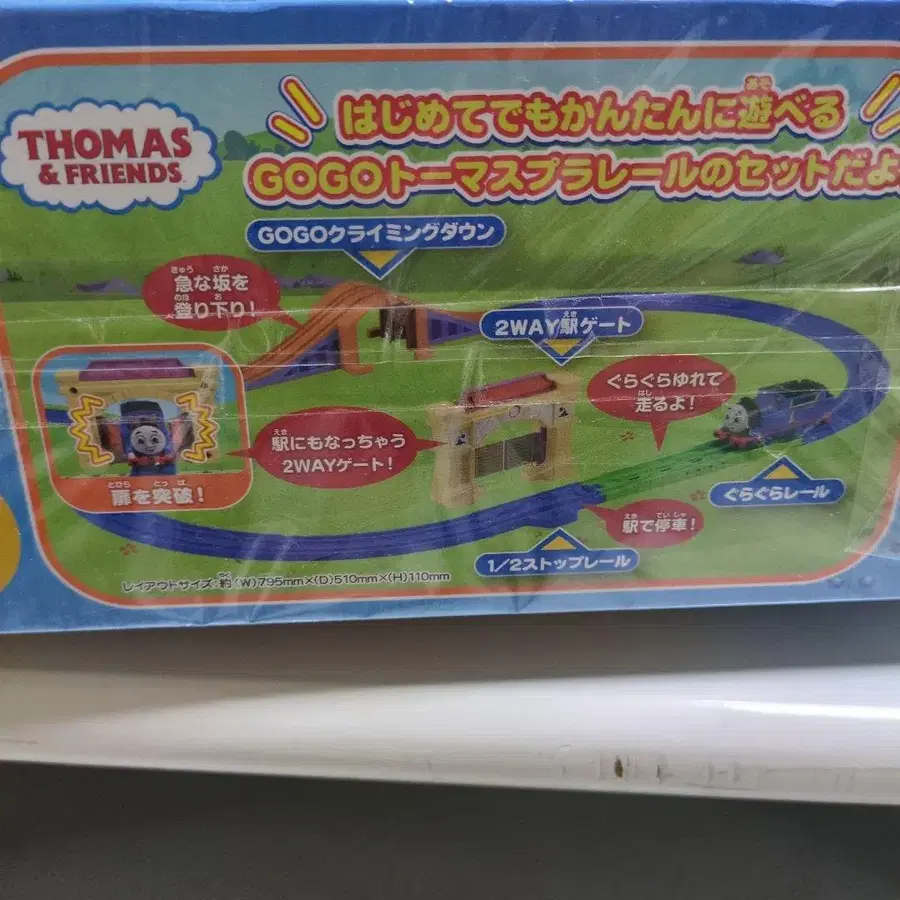 はじめてでもかんたんに遊べる
GOGOトーマスプラレールのセットだよ
THOMAS
& FRIENDS
GOGOクライミングダウン
急な坂を
登り下り!
2WAY駅ゲート
ぐらぐらゆれて
走るよ!
駅にもなっちゃう
2WAYゲート!
扉を突破!
ぐらぐらレール
駅で停車!
1/2ストップレール
レイアウトサイズ:約(W)795mm×(D)510mm×(H)110mm